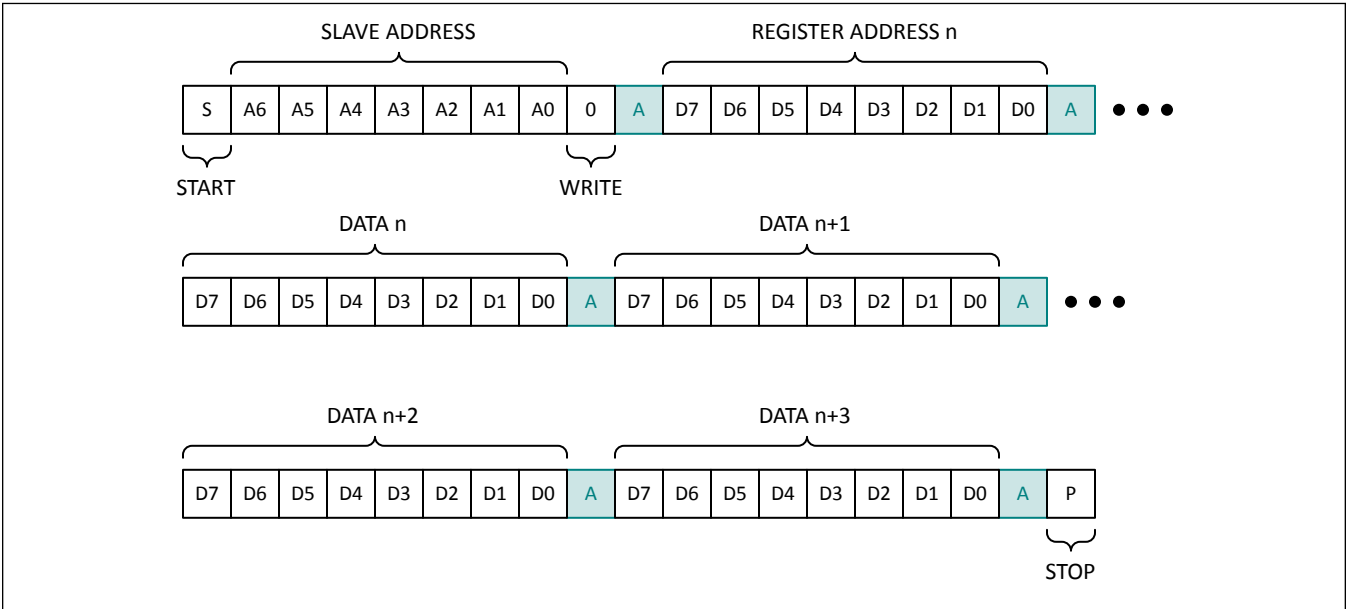 SLAVE ADDRESS REGISTER ADDRESS n
S A6 A5 A4 A3 A2 A1 A0 0 A D7 D6 D5 D4 D3 D2 D1 D0 A
START WRITE
DATA n DATA n+1
D7 D6 D5 D4 D3 D2 D1 D0 A D7 D6 D5 D4 D3 D2 D1 D0 A
DATA n+2 DATA n+3
D7 D6 D5 D4 D3 D2 D1 D0 A D7 D6 D5 D4 D3 D2 D1 D0 A P
STOP